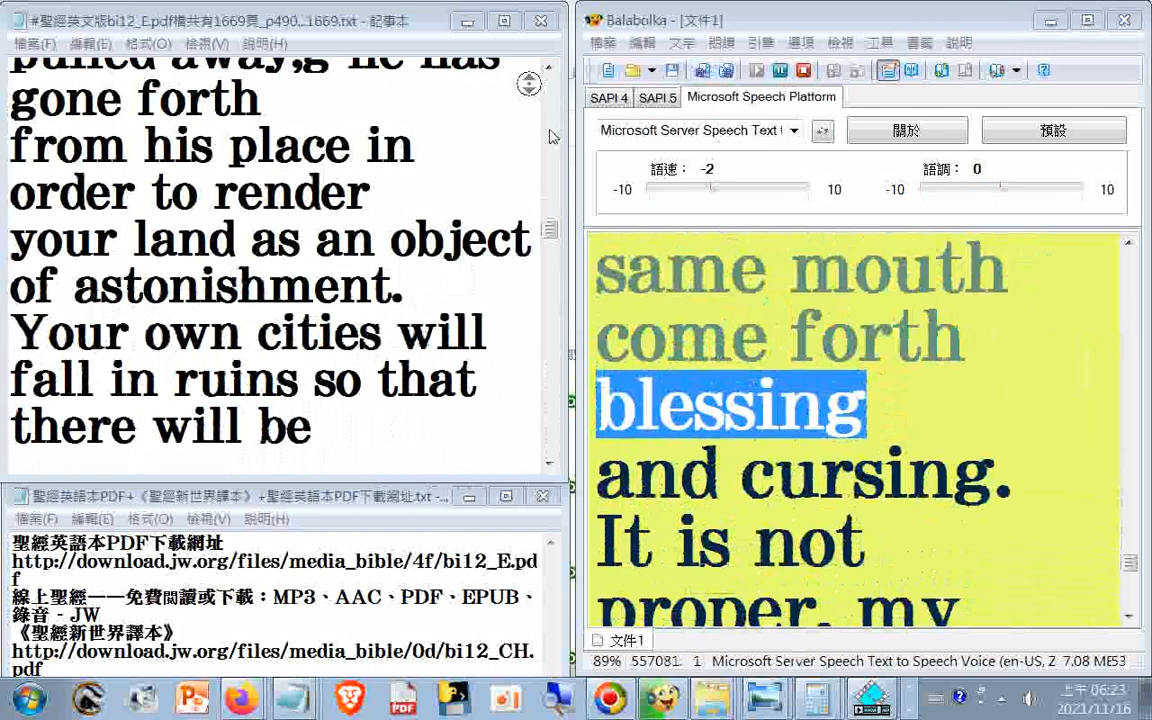 #聖經英文版bi12_E.pdf檔共有1669頁_p490...1669.txt - 記事本
檔案(F) 編輯(E) 格式(O) 檢視(V) 說明(H)
pulled away,g he has
gone forth
from his place in
order to render
your land as an object
of astonishment.
Your own cities will
fall in ruins so that
there will be
聖經英語本PDF+《聖經新世界譯本》+聖經英語本PDF下載網址.txt -...
檔案(F) 編輯(E) 格式(O) 檢視(V) 說明(H)
聖經英語本PDF下載網址
http://download.jw.org/files/media_bible/4f/bi12_E.pd
f
線上聖經——免費閱讀或下載：MP3、AAC、PDF、EPUB、
錄音 - JW
《聖經新世界譯本》
http://download.jw.org/files/media_bible/0d/bi12_CH.
pdf
Balabolka - [文件1]
檔案 編輯 文字 閱讀 引擎 選項 檢視 工具 書籤 說明
SAPI 4 SAPI 5 Microsoft Speech Platform
Microsoft Server Speech Text 關於 預設
語速： -2 語調： 0
-10 10 -10 10
same mouth
come forth
blessing
and cursing.
It is not
proper, my
文件1
89% 557081 1 Microsoft Server Speech Text to Speech Voice (en-US, Z 7.08 ME53
PDF
上午 06:23
2021/11/16